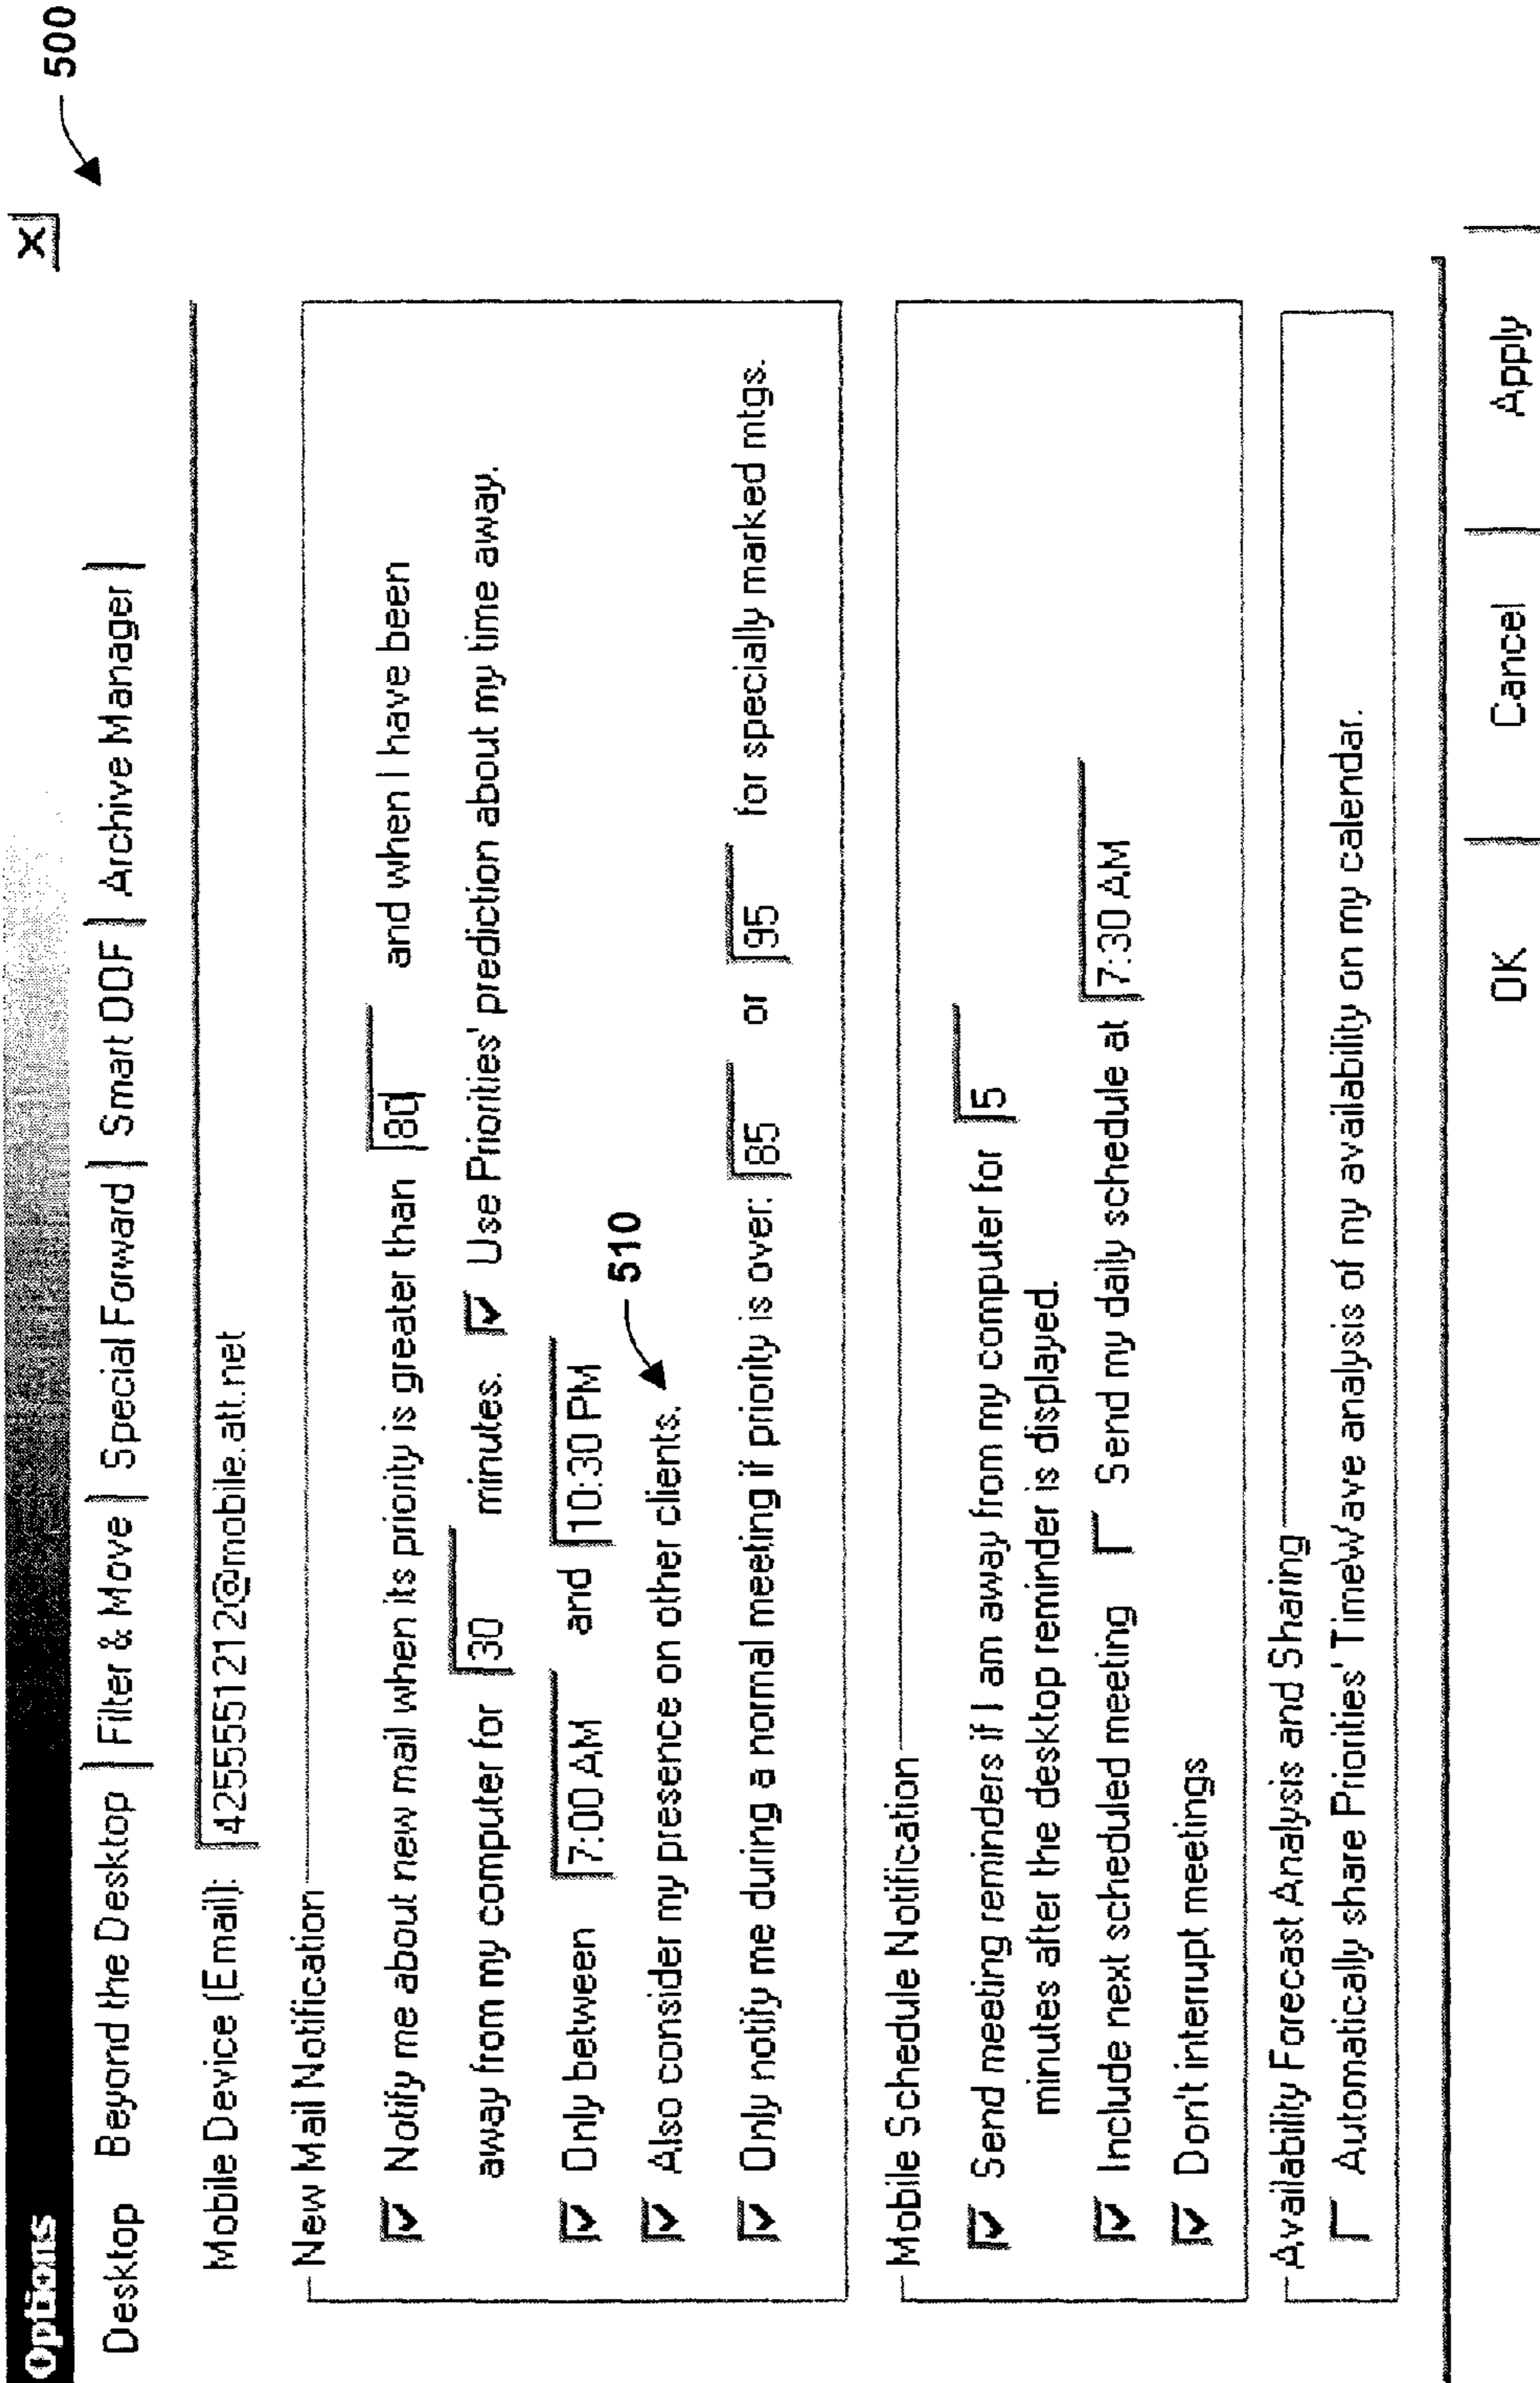 500
Options X
Desktop Beyond the Desktop Filter & Move Special Forward Smart OOF Archive Manager
Mobile Device (Email): 4255551212@mobile.att.net
New Mail Notification
Notify me about new mail when its priority is greater than 80 and when I have been
away from my computer for 30 minutes. Use Priorities' prediction about my time away.
Only between 7:00 AM and 10:30 PM
510
Also consider my presence on other clients.
Only notify me during a normal meeting if priority is over: 85 or 95 for specially marked mtgs.
Mobile Schedule Notification
Send meeting reminders if I am away from my computer for 5
minutes after the desktop reminder is displayed.
Include next scheduled meeting Send my daily schedule at 7:30 AM
Don't interrupt meetings
Availability Forecast Analysis and Sharing
Automatically share Priorities' TimeWave analysis of my availability on my calendar.
OK Cancel Apply